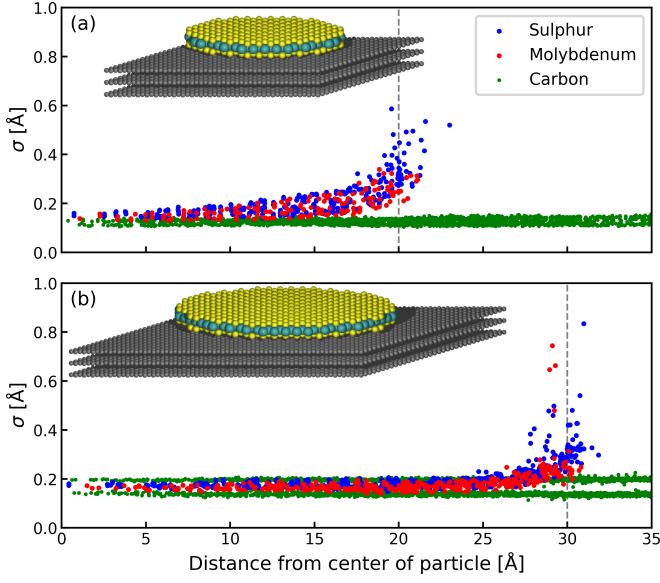 (a)
Sulphur
Molybdenum
Carbon
1.0
0.8
0.6
0.4
0.2
0.0
σ [Å]
(b)
1.0
0.8
0.6
0.4
0.2
0.0
σ [Å]
0 5 10 15 20 25 30 35
Distance from center of particle [Å]